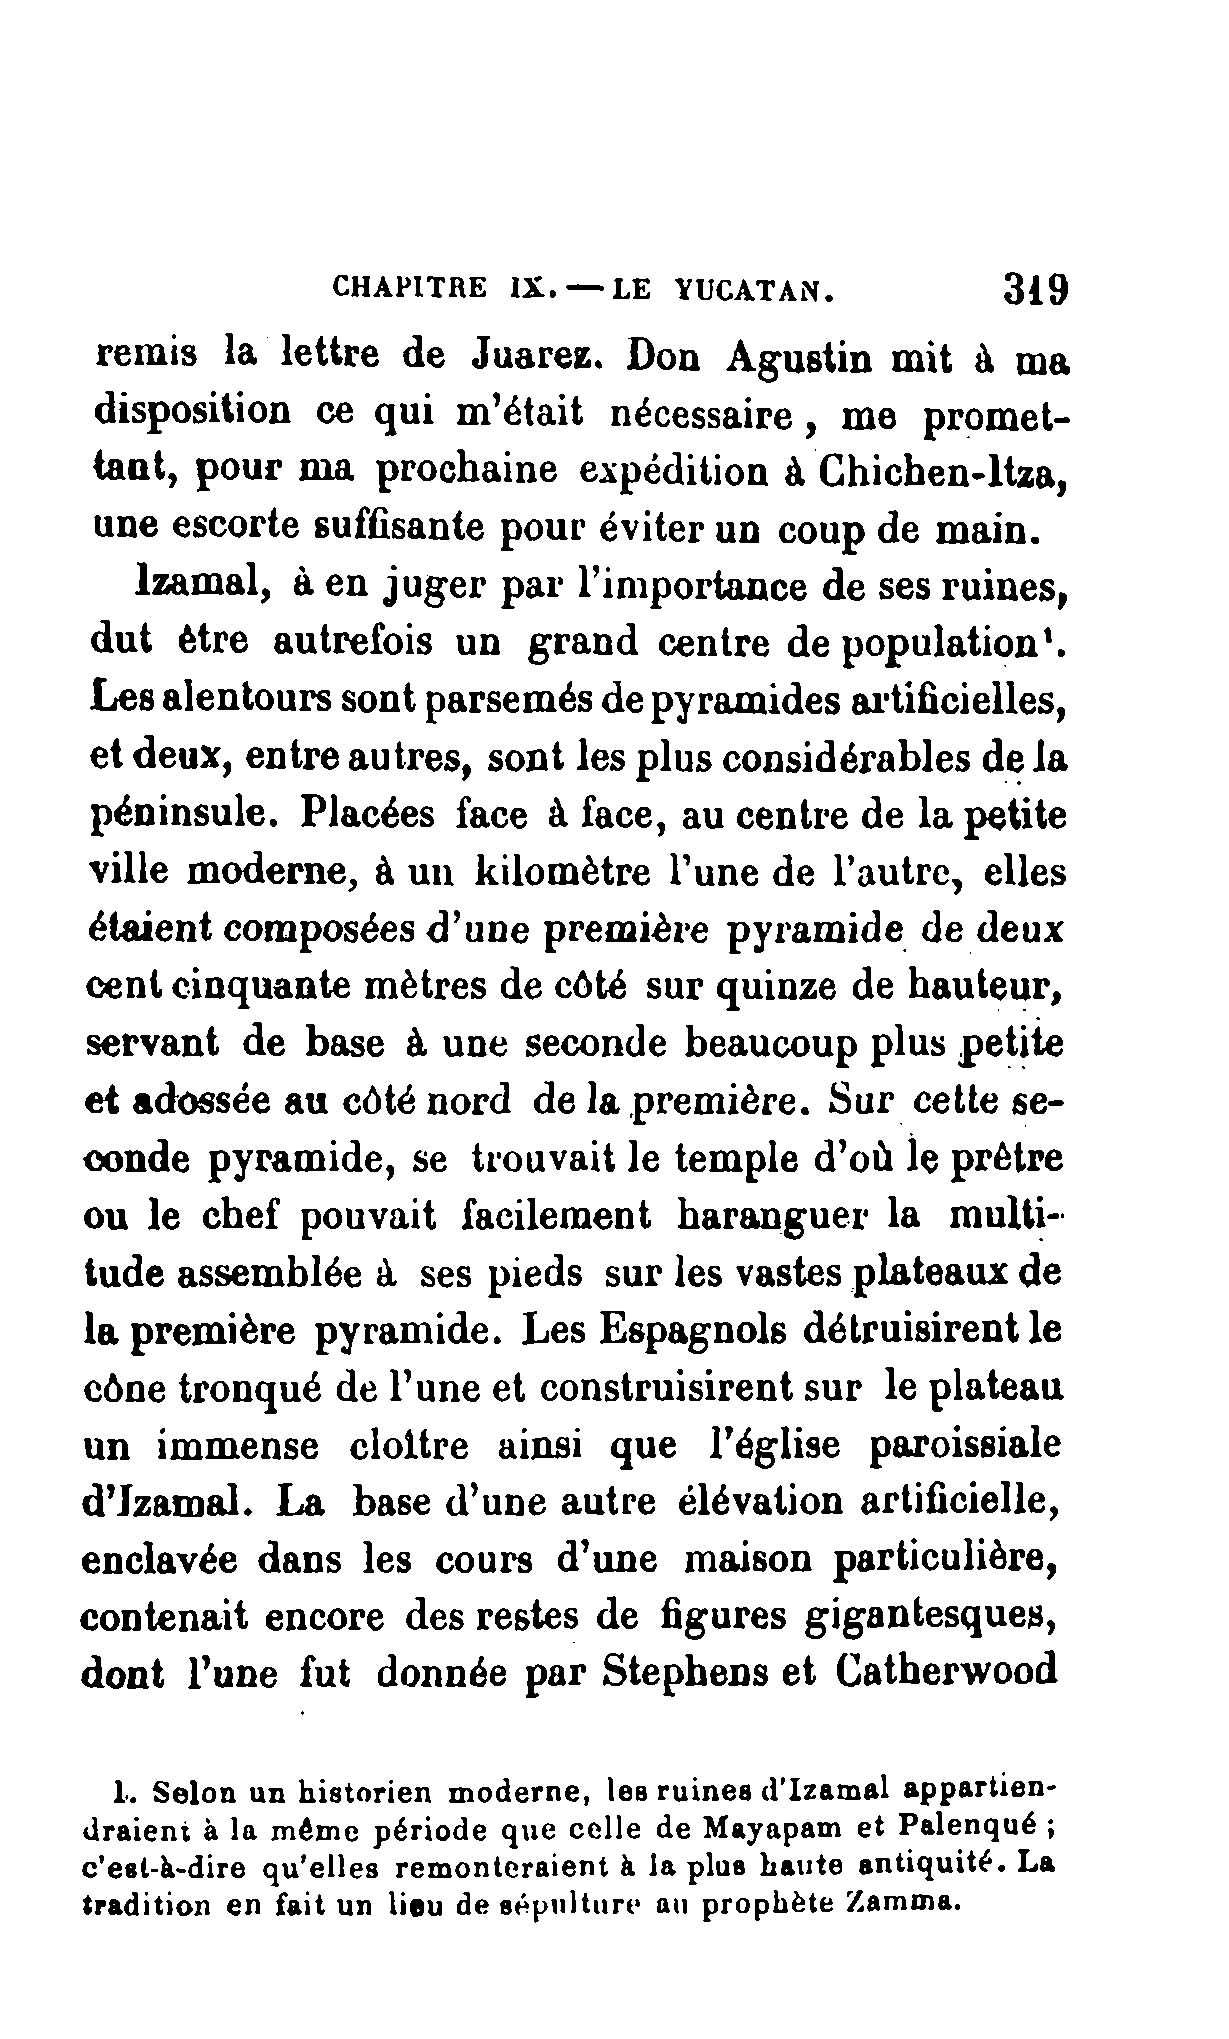 CHAPITRE IX. — LE YUCATAN. 319
remis la lettre de Juarez. Don Agustin mit à ma
disposition ce qui m'était nécessaire, me promet-
tant, pour ma prochaine expédition à Chichen-Itza,
une escorte suffisante pour éviter un coup de main.
Izamal, à en juger par l'importance de ses ruines,
dut être autrefois un grand centre de population¹.
Les alentours sont parsemés de pyramides artificielles,
et deux, entre autres, sont les plus considérables de la
péninsule. Placées face à face, au centre de la petite
ville moderne, à un kilomètre l'une de l'autre, elles
étaient composées d'une première pyramide de deux
cent cinquante mètres de côté sur quinze de hauteur,
servant de base à une seconde beaucoup plus petite
et adossée au côté nord de la première. Sur cette se-
conde pyramide, se trouvait le temple d'où le prêtre
ou le chef pouvait facilement haranguer la multi-
tude assemblée à ses pieds sur les vastes plateaux de
la première pyramide. Les Espagnols détruisirent le
cône tronqué de l'une et construisirent sur le plateau
un immense cloître ainsi que l'église paroissiale
d'Izamal. La base d'une autre élévation artificielle,
enclavée dans les cours d'une maison particulière,
contenait encore des restes de figures gigantesques,
dont l'une fut donnée par Stephens et Catherwood
1. Selon un historien moderne, les ruines d'Izamal appartien-
draient à la même période que celle de Mayapam et Palenqué ;
c'est-à-dire qu'elles remonteraient à la plus haute antiquité. La
tradition en fait un lieu de sépulture au prophète Zamma.